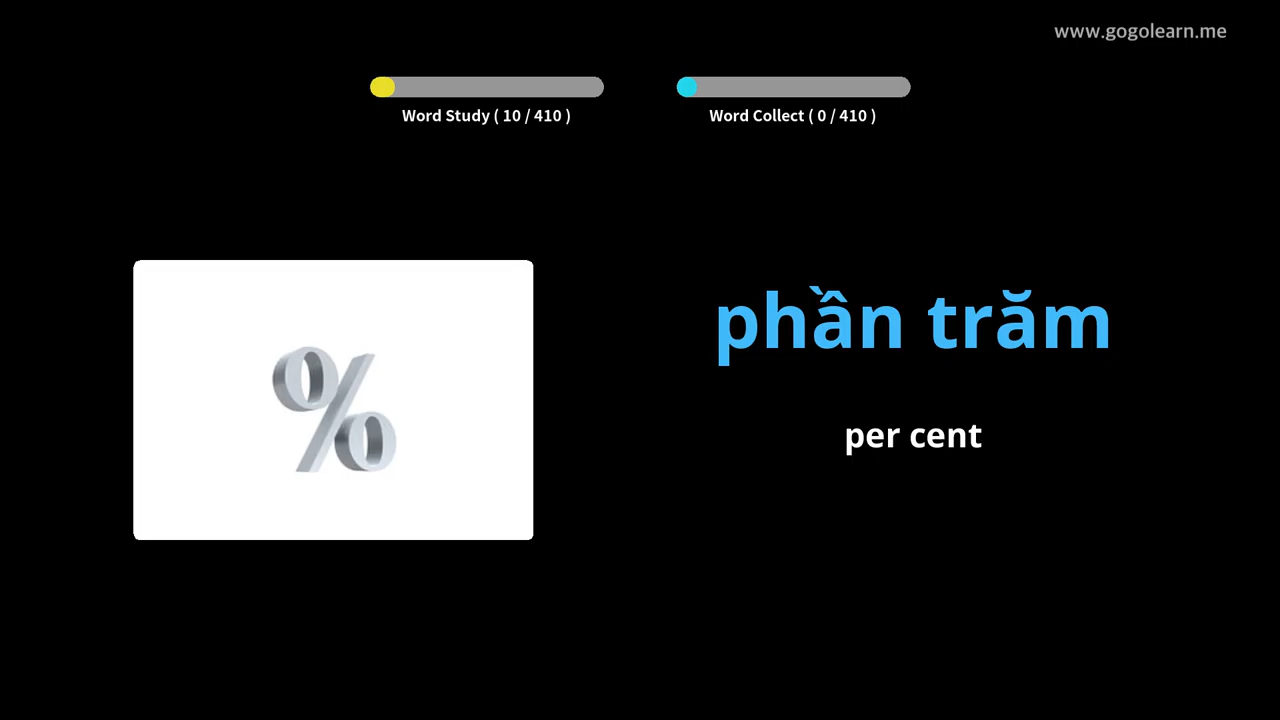 www.gogolearn.me
Word Study ( 10 / 410 )
Word Collect ( 0 / 410 )
%
phần trăm
per cent